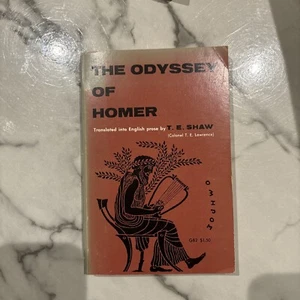 THE ODYSSEY
OF
HOMER
Translated into English prose by T. E. SHAW
(Colonel T. E. Lawrence)